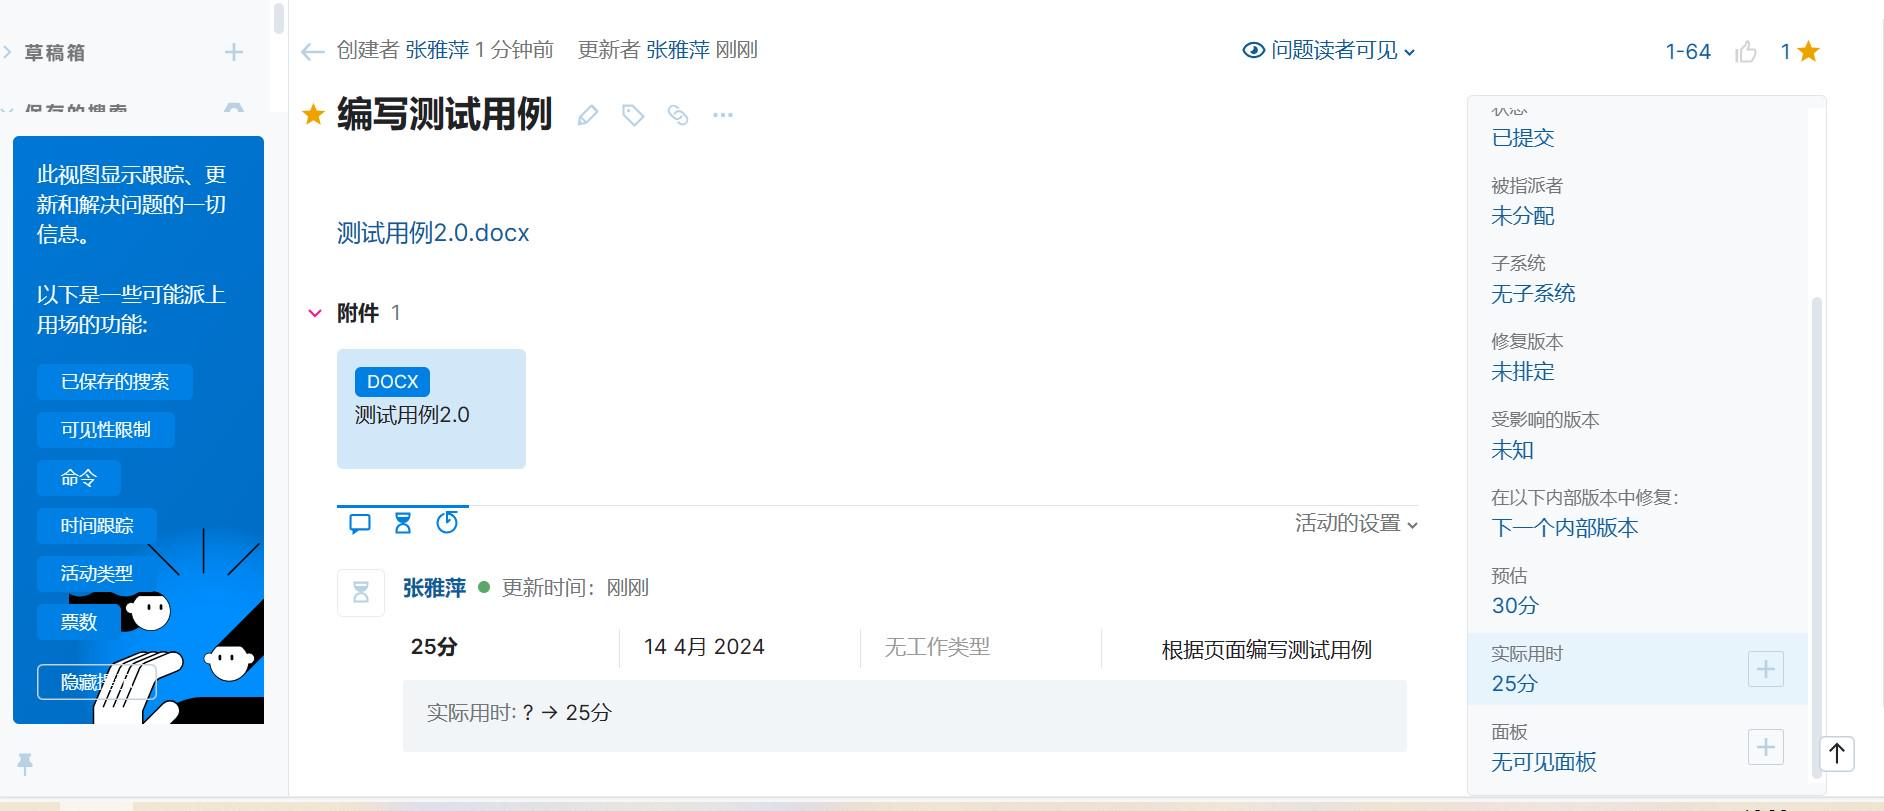 草稿箱
保存的搜索
此视图显示跟踪、更
新和解决问题的一切
信息。
以下是一些可能派上
用场的功能:
已保存的搜索
可见性限制
命令
时间跟踪
活动类型
票数
隐藏提
创建者 张雅萍 1 分钟前 更新者 张雅萍 刚刚
问题读者可见
1-64
1
编写测试用例
测试用例2.0.docx
附件 1
DOCX
测试用例2.0
活动的设置
张雅萍 更新时间：刚刚
25分
14 4月 2024
无工作类型
根据页面编写测试用例
实际用时: ? → 25分
状态
已提交
被指派者
未分配
子系统
无子系统
修复版本
未排定
受影响的版本
未知
在以下内部版本中修复：
下一个内部版本
预估
30分
实际用时
25分
面板
无可见面板